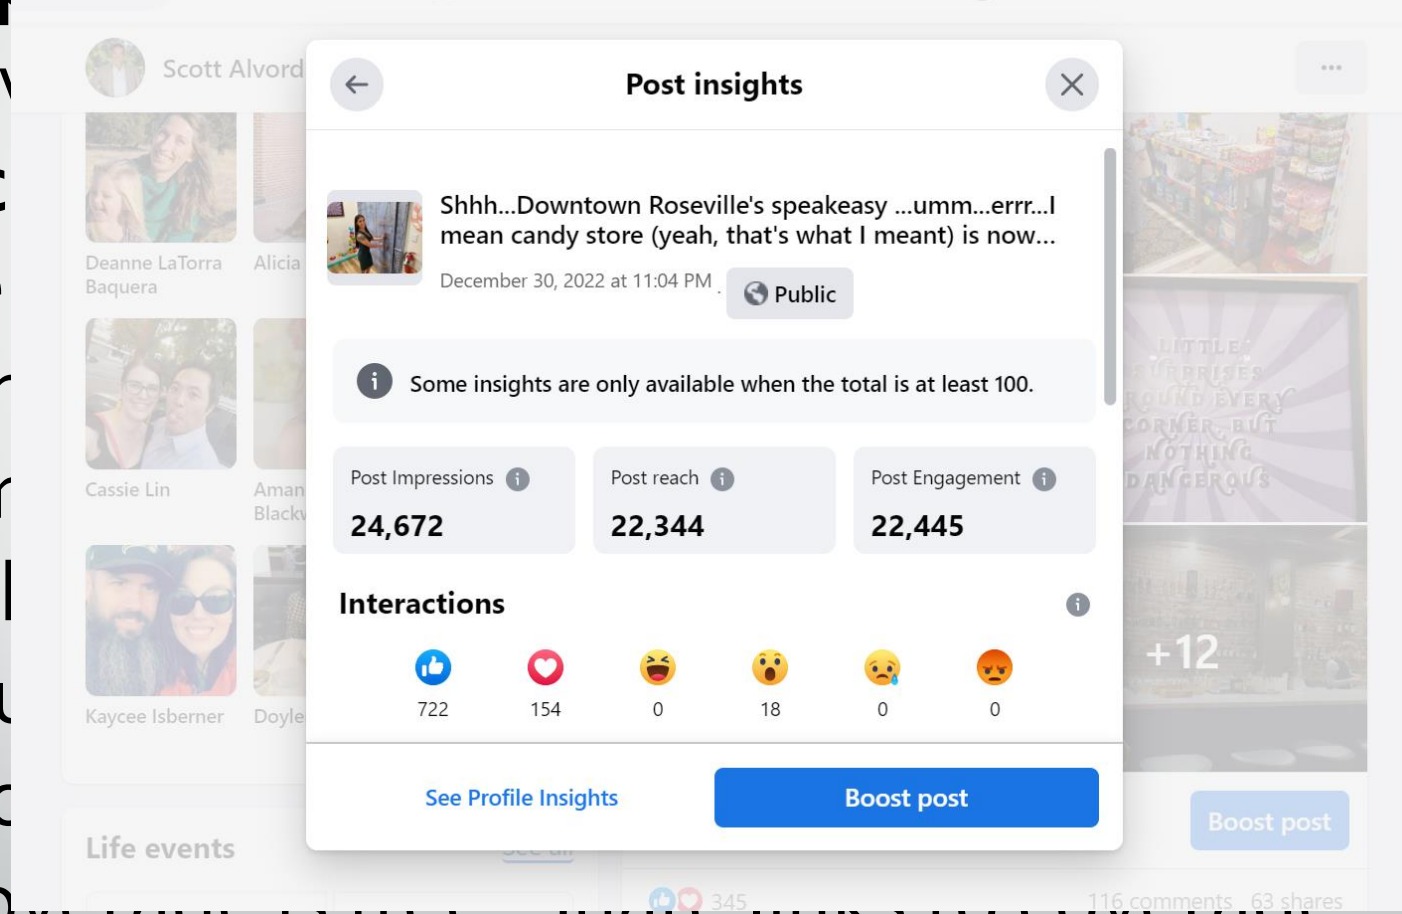 Scott Alvord
Post insights
Shhh...Downtown Roseville's speakeasy ...umm...errr...I
mean candy store (yeah, that's what I meant) is now...
December 30, 2022 at 11:04 PM .
Public
Some insights are only available when the total is at least 100.
Post Impressions
24,672
Post reach
22,344
Post Engagement
22,445
Interactions
722 154 0 18 0 0
See Profile Insights
Boost post
Deanne LaTorra
Baquera
Alicia
Cassie Lin
Kaycee Isberner
Doyle
Life events
See all
LITTLE
SURPRISES
ROUND EVERY
CORNER, BUT
NOTHING
DANGEROUS
+12
Boost post
345
116 comments 63 shares